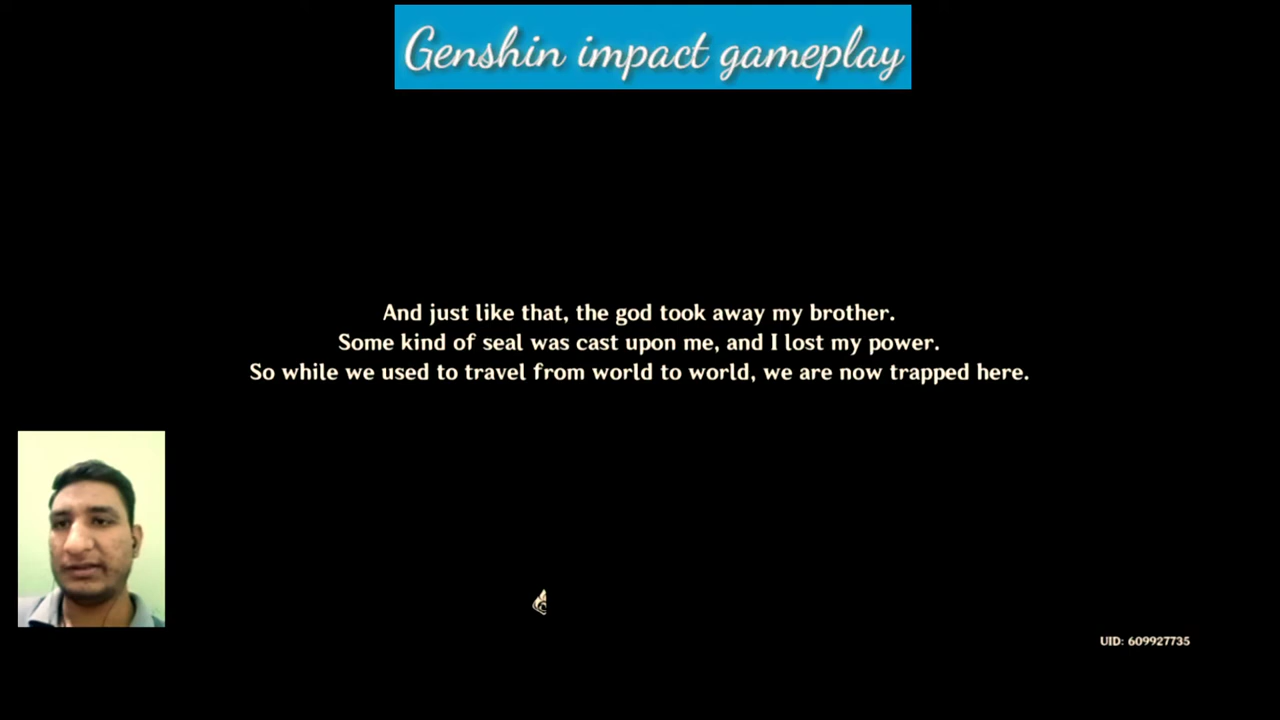 Genshin impact gameplay
And just like that, the god took away my brother.
Some kind of seal was cast upon me, and I lost my power.
So while we used to travel from world to world, we are now trapped here.
UID: 609927735